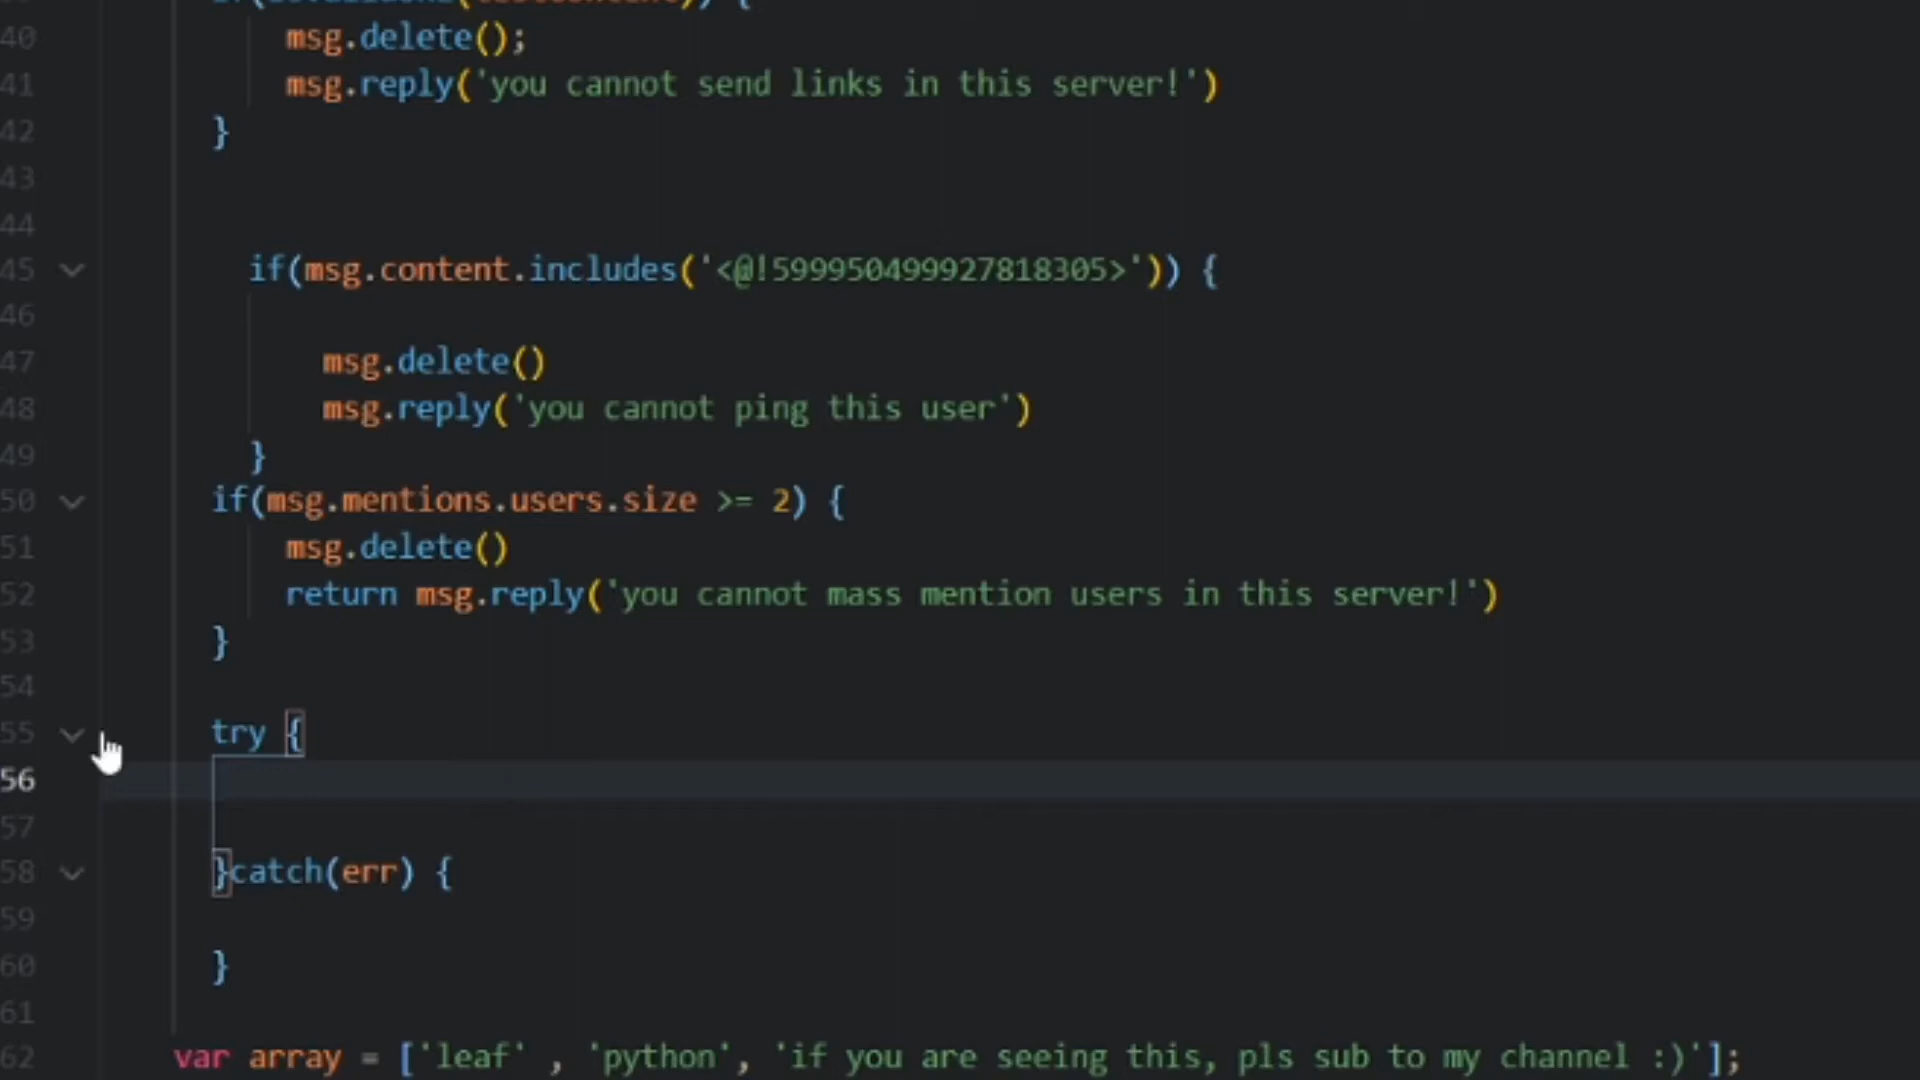 40 msg.delete();
41 msg.reply('you cannot send links in this server!')
42 }
43
44
45 if(msg.content.includes('<@!599950499927818305>')) {
46
47 msg.delete()
48 msg.reply('you cannot ping this user')
49 }
50 if(msg.mentions.users.size >= 2) {
51 msg.delete()
52 return msg.reply('you cannot mass mention users in this server!')
53 }
54
55 try {
56
57
58 }catch(err) {
59
60 }
61
62 var array = ['leaf' , 'python', 'if you are seeing this, pls sub to my channel :)'];